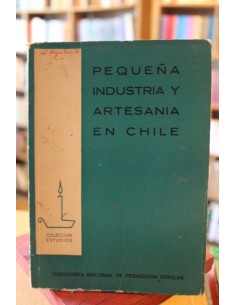 PEQUEÑA
INDUSTRIA Y
ARTESANIA
EN CHILE
COLECCION
ESTUDIOS
CONSEJERIA NACIONAL DE PROMOCION POPULAR